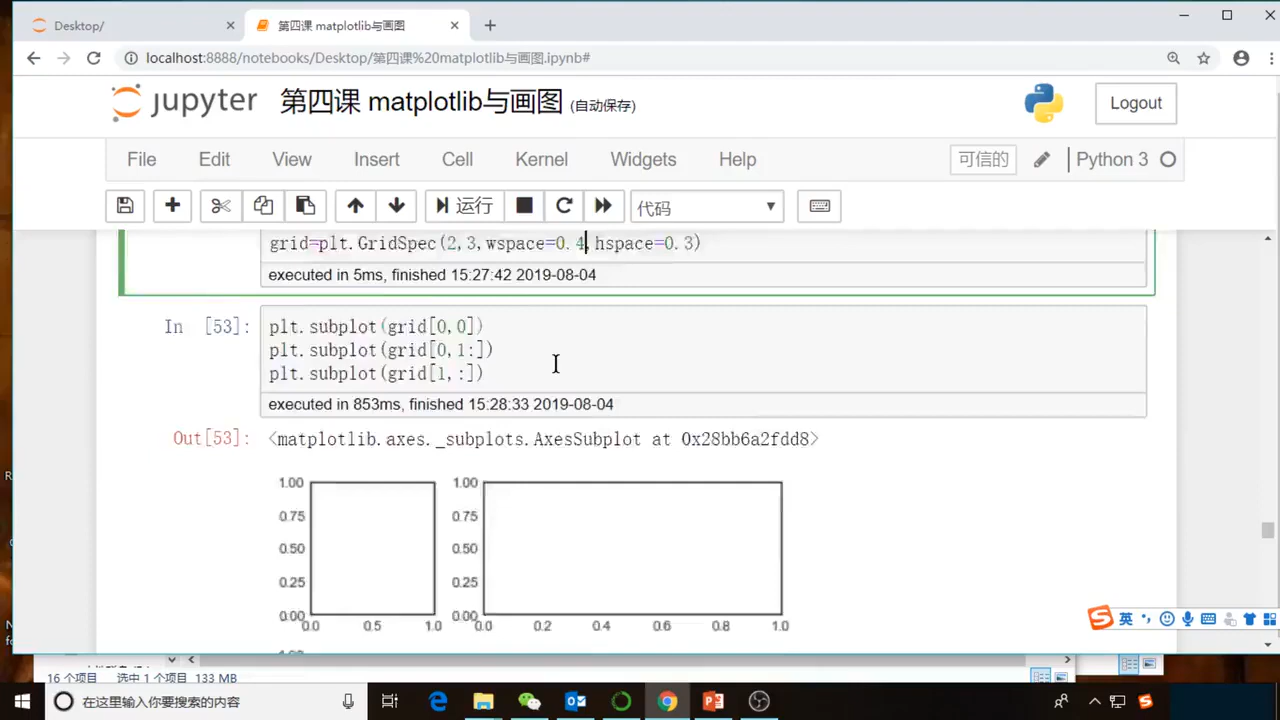 Desktop/
第四课 matplotlib与画图
localhost:8888/notebooks/Desktop/第四课%20matplotlib与画图.ipynb#
jupyter 第四课 matplotlib与画图 (自动保存)
Logout
File Edit View Insert Cell Kernel Widgets Help 可信的 Python 3
运行 代码
grid=plt.GridSpec(2,3,wspace=0.4,hspace=0.3)
executed in 5ms, finished 15:27:42 2019-08-04
In [53]: plt.subplot(grid[0,0])
plt.subplot(grid[0,1:])
plt.subplot(grid[1,:])
executed in 853ms, finished 15:28:33 2019-08-04
Out[53]: <matplotlib.axes._subplots.AxesSubplot at 0x28bb6a2fdd8>
1.00 1.00
0.75 0.75
0.50 0.50
0.25 0.25
0.00 0.00
0.0 0.5 1.0 0.0 0.2 0.4 0.6 0.8 1.0
英
16 个项目 选中 1 个项目 133 MB
在这里输入你要搜索的内容